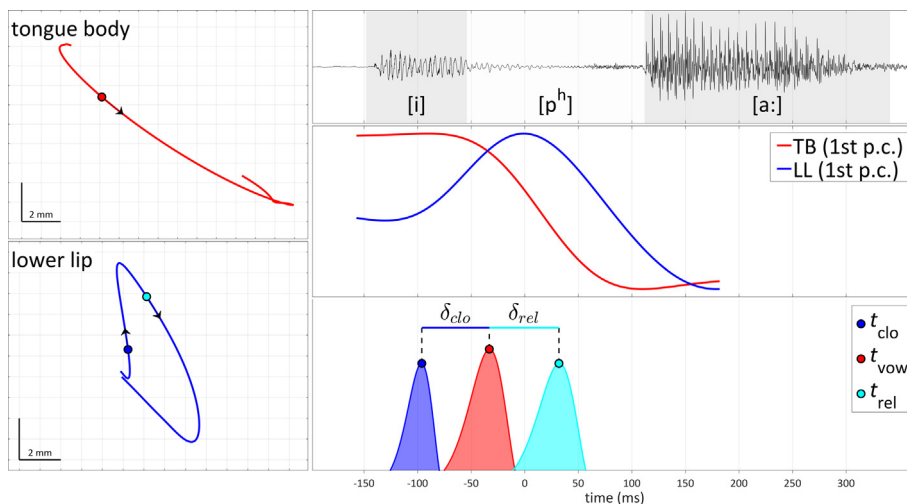 tongue body
2 mm
lower lip
2 mm
[i]
[pʰ]
[a:]
TB (1st p.c.)
LL (1st p.c.)
δclo
δrel
tclo
tvow
trel
-150 -100 -50 0 50 100 150 200 250 300
time (ms)